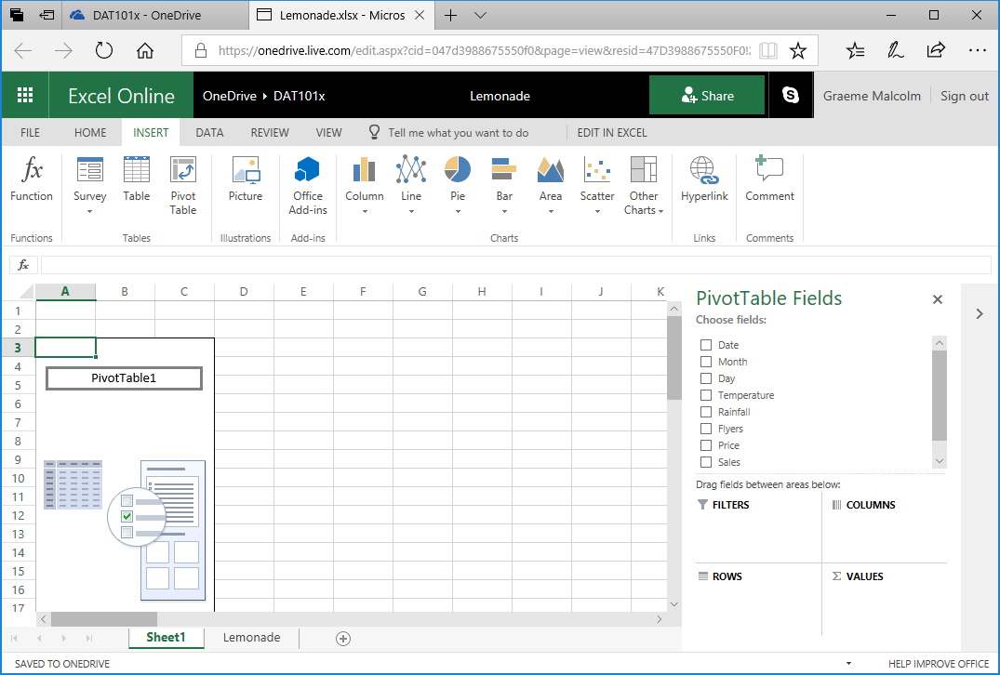 DAT101x - OneDrive
Lemonade.xlsx - Micros
https://onedrive.live.com/edit.aspx?cid=047d3988675550f0&page=view&resid=47D3988675550F0!
Excel Online
OneDrive ▸ DAT101x
Lemonade
Share
Graeme Malcolm
Sign out
FILE HOME INSERT DATA REVIEW VIEW Tell me what you want to do EDIT IN EXCEL
fx
Function
Survey
Table
Pivot
Table
Picture
Office
Add-ins
Column
Line
Pie
Bar
Area
Scatter
Other
Charts
Hyperlink
Comment
Functions Tables Illustrations Add-ins Charts Links Comments
fx
A B C D E F G H I J K
1
2
3
4
5
6
7
8
9
10
11
12
13
14
15
16
17
PivotTable1
PivotTable Fields
Choose fields:
Date
Month
Day
Temperature
Rainfall
Flyers
Price
Sales
Drag fields between areas below:
FILTERS
COLUMNS
ROWS
Σ VALUES
Sheet1 Lemonade
SAVED TO ONEDRIVE
HELP IMPROVE OFFICE